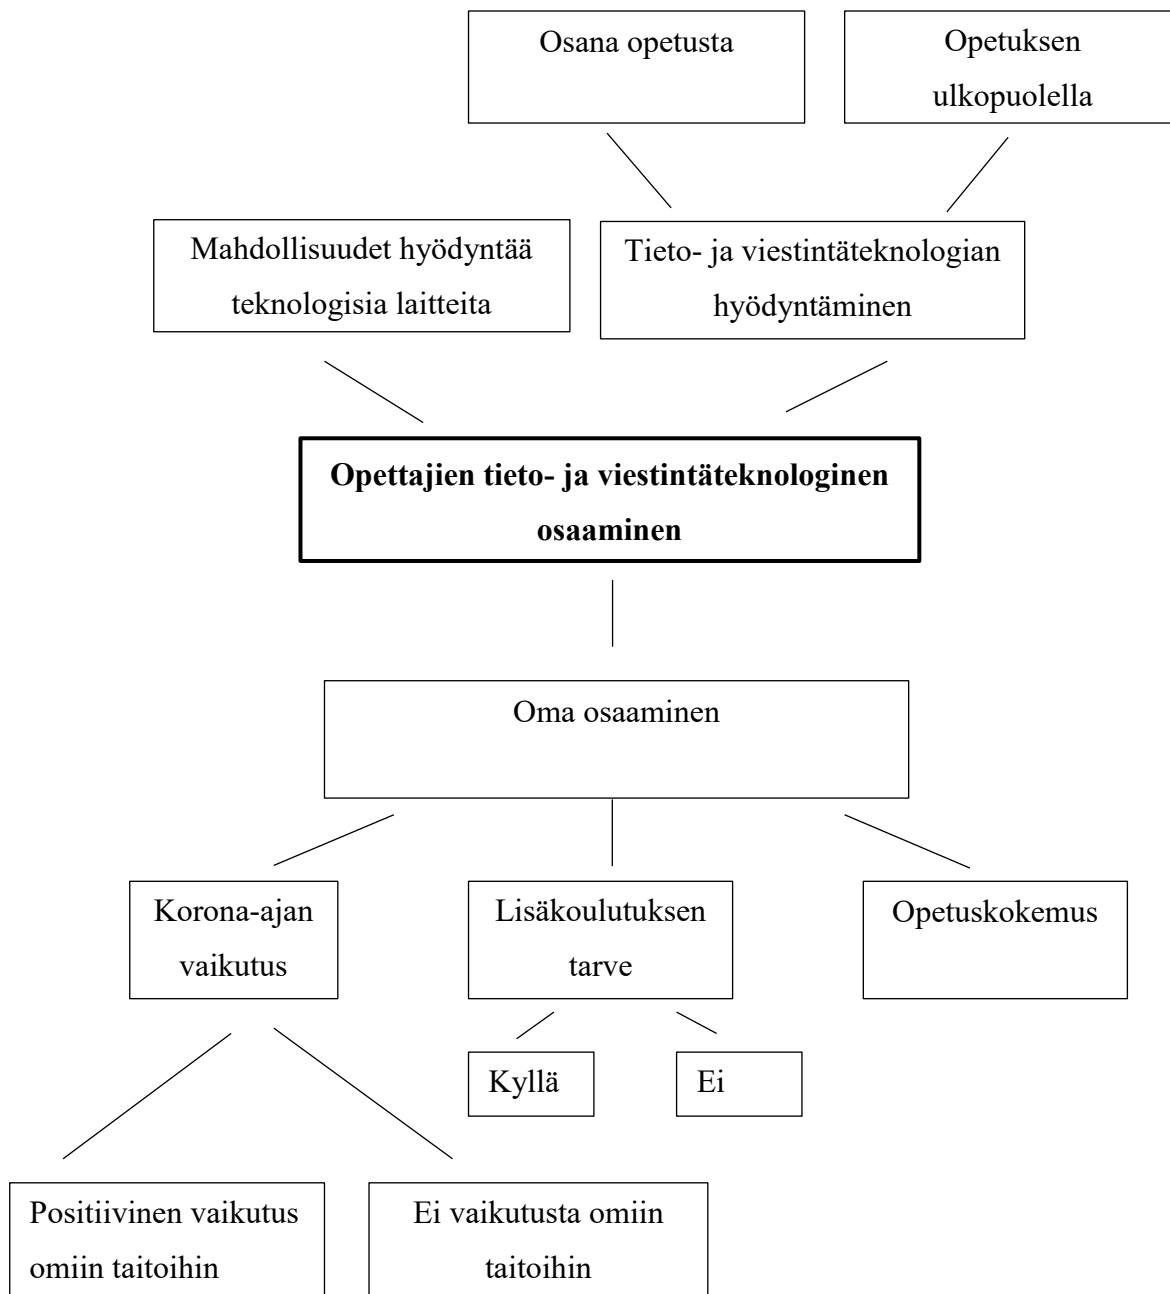 Osana opetusta
Opetuksen
ulkopuolella
Mahdollisuudet hyödyntää
teknologisia laitteita
Tieto- ja viestintäteknologian
hyödyntäminen
Opettajien tieto- ja viestintäteknologinen
osaaminen
Oma osaaminen
Korona-ajan
vaikutus
Lisäkoulutuksen
tarve
Opetuskokemus
Kyllä
Ei
Positiivinen vaikutus
omiin taitoihin
Ei vaikutusta omiin
taitoihin